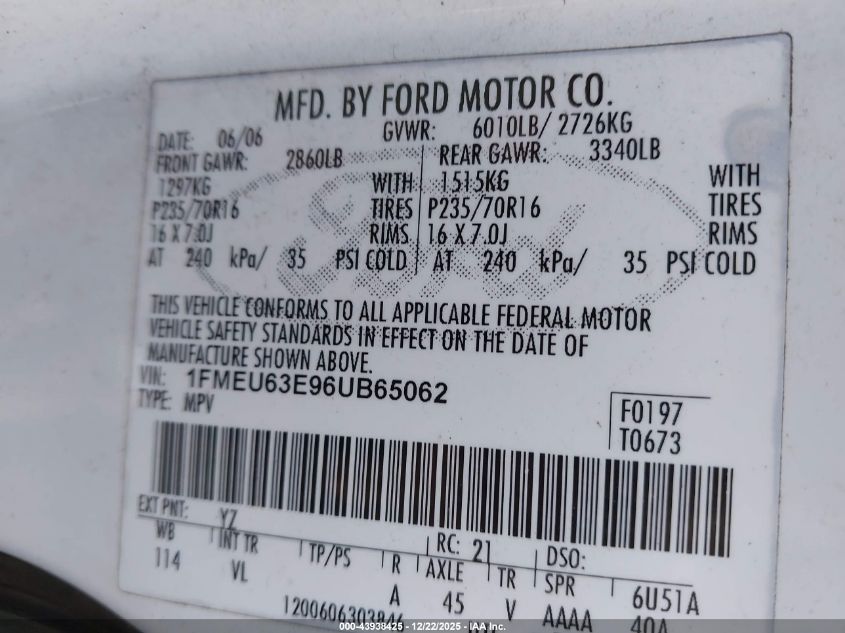 MFD. BY FORD MOTOR CO.
DATE: 06/06 GVWR: 6010LB/ 2726KG
FRONT GAWR: 2860LB REAR GAWR: 3340LB
1297KG WITH 1515KG WITH
P235/70R16 TIRES P235/70R16 TIRES
16 X 7.0J RIMS 16 X 7.0J RIMS
AT 240 kPa/ 35 PSI COLD AT 240 kPa/ 35 PSI COLD
THIS VEHICLE CONFORMS TO ALL APPLICABLE FEDERAL MOTOR
VEHICLE SAFETY STANDARDS IN EFFECT ON THE DATE OF
MANUFACTURE SHOWN ABOVE.
VIN: 1FMEU63E96UB65062
TYPE: MPV
F0197
T0673
EXT PNT: YZ RC: 21 DSO:
WB INT TR TP/PS R AXLE TR SPR 6U51A
114 VL A 45 V AAAA 40A
000-43938425 - 12/22/2025 - IAA, Inc.